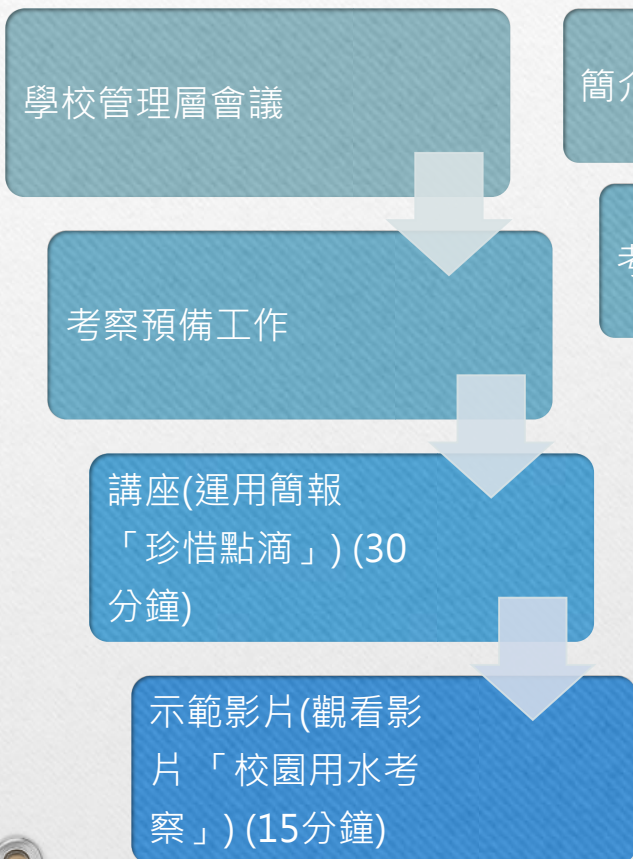 學校管理層會議
簡
考察預備工作
講座(運用簡報
「珍惜點滴」) (30
分鐘)
示範影片(觀看影
片 「校園用水考
察」) (15分鐘)